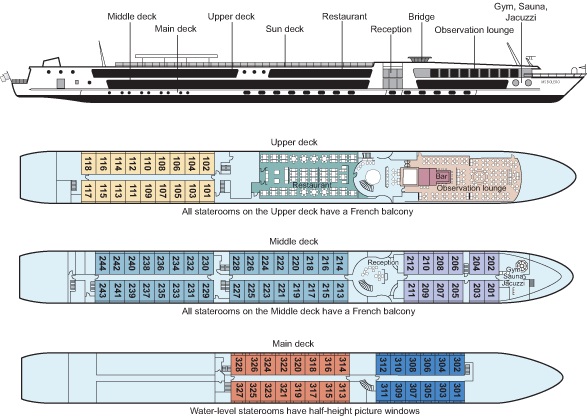 Gym, Sauna,
Jacuzzi
Middle deck
Upper deck
Restaurant
Bridge
Main deck
Sun deck
Reception
Observation lounge
Upper deck
118 116 114 112 110 108 106 104 102
Bar
Restaurant
Observation lounge
117 115 113 111 109 107 105 103 101
All staterooms on the Upper deck have a French balcony
Middle deck
244 242 240 238 236 234 232 230 228 226 224 222 220 218 216 214 212 210 208 206 204 202
Reception
Gym
Sauna
Jacuzzi
243 241 239 237 235 233 231 229 227 225 223 221 219 217 215 213 211 209 207 205 203 201
All staterooms on the Middle deck have a French balcony
Main deck
328 326 324 322 320 318 316 314 312 310 308 306 304 302
327 325 323 321 319 317 315 313 311 309 307 305 303 301
Water-level staterooms have half-height picture windows